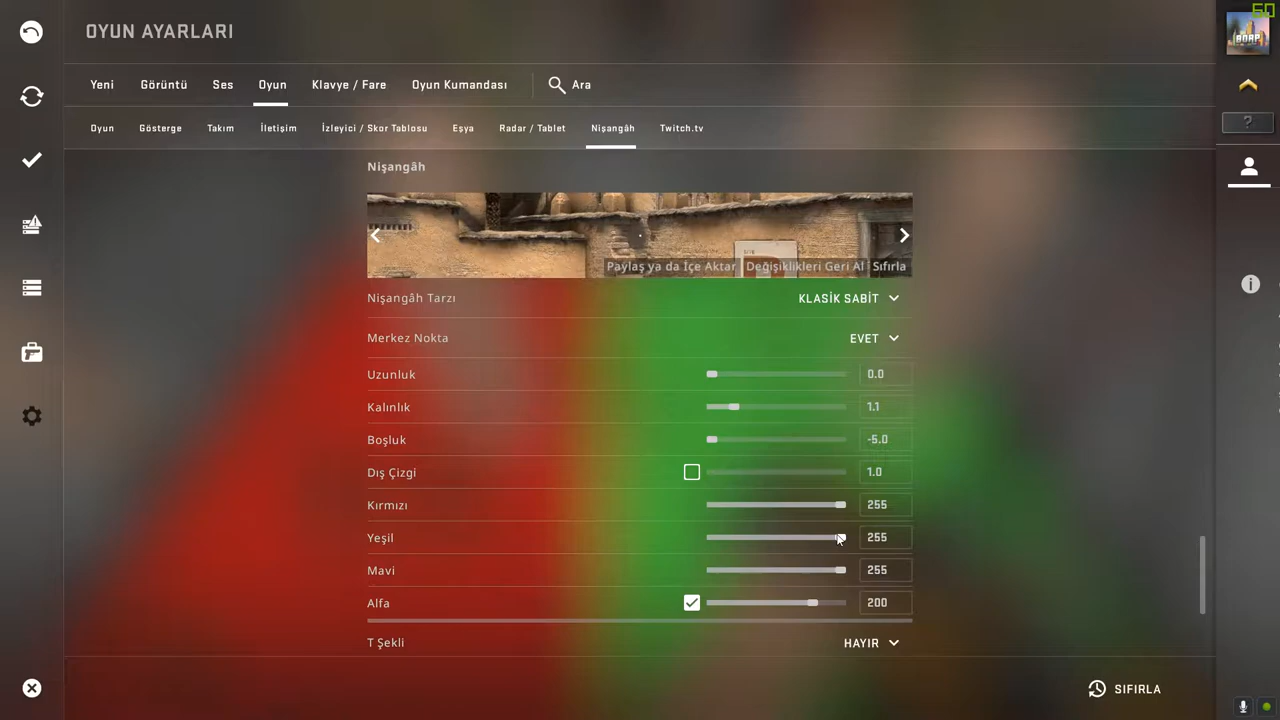 60
OYUN AYARLARI
Yeni Görüntü Ses Oyun Klavye / Fare Oyun Kumandası Ara
?
Oyun Gösterge Takım İletişim İzleyici / Skor Tablosu Eşya Radar / Tablet Nişangâh Twitch.tv
Nişangâh
Paylaş ya da İçe Aktar Değişiklikleri Geri Al Sıfırla
Nişangâh Tarzı KLASİK SABİT
Merkez Nokta EVET
Uzunluk 0.0
Kalınlık 1.1
Boşluk -5.0
Dış Çizgi 1.0
Kırmızı 255
Yeşil 255
Mavi 255
Alfa 200
T Şekli HAYIR
SIFIRLA